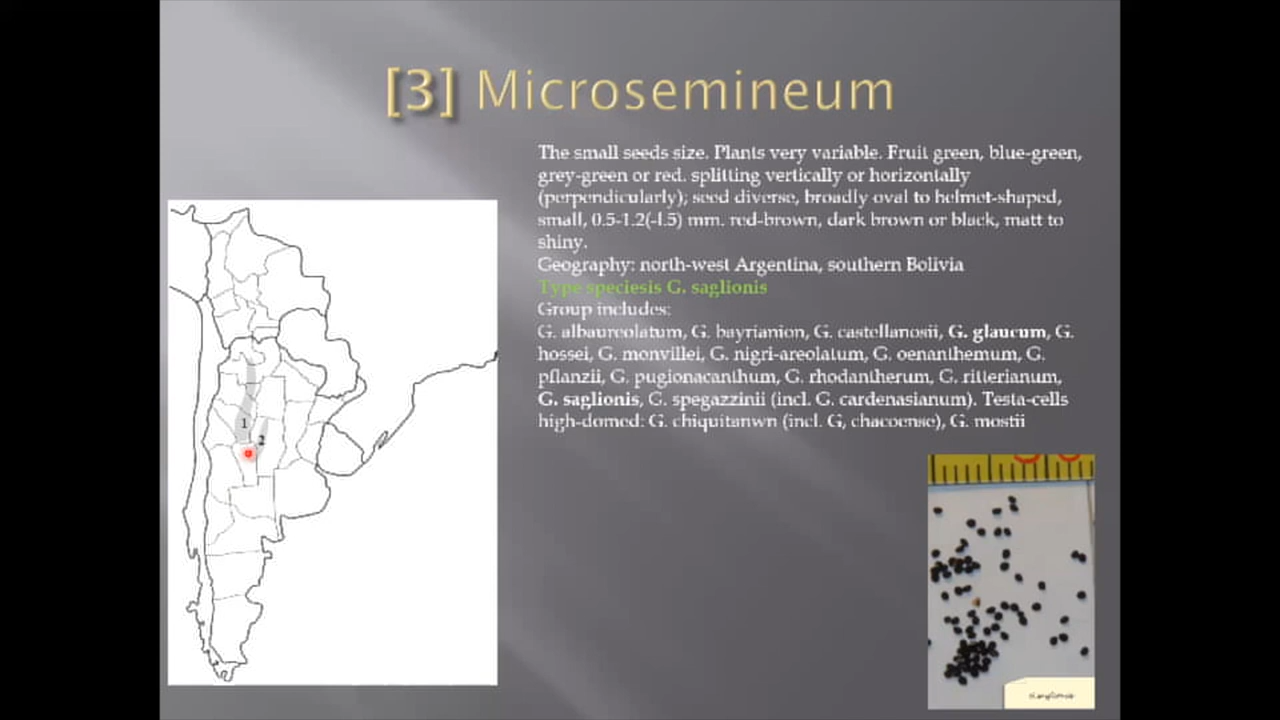 [3] Microsemineum
The small seeds size. Plants very variable. Fruit green, blue-green,
grey-green or red. splitting vertically or horizontally
(perpendicularly); seed diverse, broadly oval to helmet-shaped,
small, 0.5-1.2(-l.5) mm. red-brown, dark brown or black, matt to
shiny.
Geography: north-west Argentina, southern Bolivia
Type speciesis G. saglionis
Group includes:
G. albaureolatum, G. bayrianion, G. castellanosii, G. glaucum, G.
hossei, G. monvillei, G. nigri-areolatum, G. oenanthemum, G.
pflanzii, G. pugionacanthum, G. rhodantherum, G. ritterianum,
G. saglionis, G. spegazzinii (incl. G. cardenasianum). Testa-cells
high-domed: G. chiquitanwn (incl. G, chacoense), G. mostii
1
2